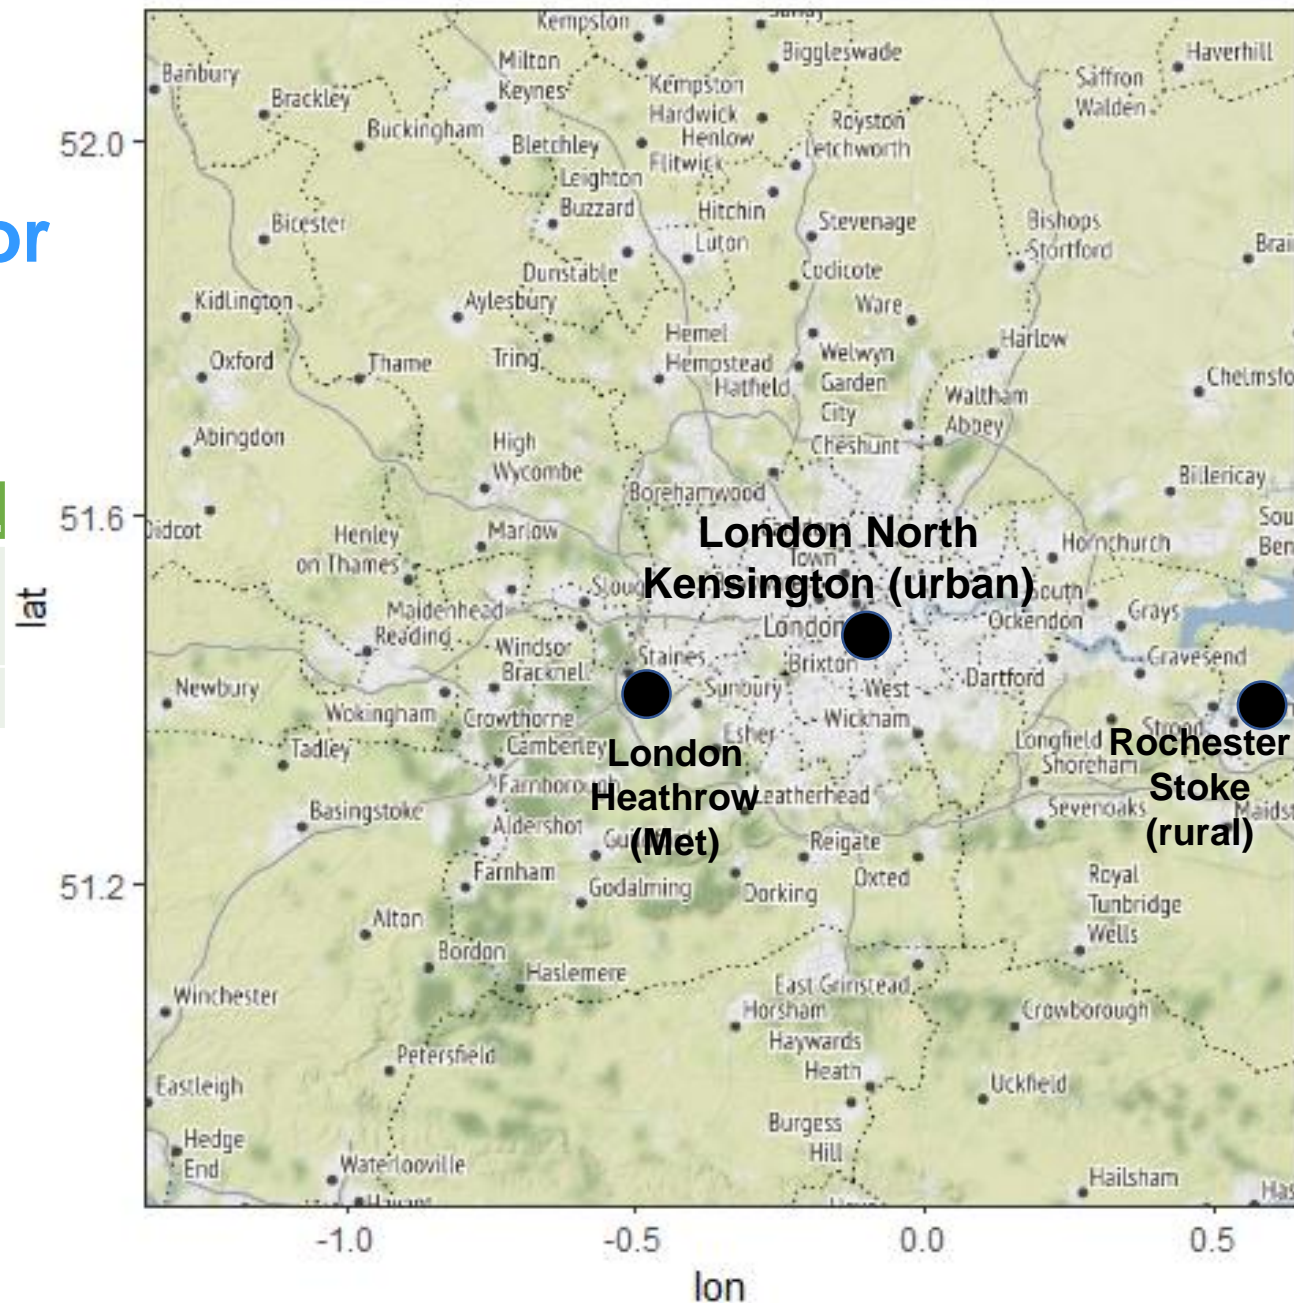 or
Kempston
Banbury
Milton
Keynes
Biggleswade
Haverhill
Saffron
Walden
Brackley
Kempston
Hardwick
Buckingham
Henlow
Royston
52.0
Bletchley
Flitwick
Letchworth
Leighton
Buzzard
Hitchin
Stevenage
Bishops
Stortford
Bicester
Luton
Dunstable
Codicote
Kidlington
Aylesbury
Ware
Hemel
Hempstead
Harlow
Oxford
Thame
Tring
Hatfield
Welwyn
Garden
City
Waltham
Abbey
Abingdon
High
Wycombe
Cheshunt
Borehamwood
Billericay
51.6
Henley
on Thames
Marlow
Town
London North
Kensington (urban)
Hornchurch
lat
Maidenhead
South
Ockendon
Grays
Reading
Windsor
London
Bracknell
Staines
Brixton
Gravesend
Newbury
Sunbury
West
Wickham
Dartford
Wokingham
Crowthorne
Esher
Strood
Tadley
Camberley
London
Heathrow
(Met)
Longfield
Shoreham
Rochester
Stoke
(rural)
Basingstoke
Leatherhead
Sevenoaks
Aldershot
Reigate
51.2
Farnham
Godalming
Dorking
Oxted
Royal
Tunbridge
Wells
Alton
Bordon
Haslemere
Winchester
East Grinstead
Horsham
Crowborough
Petersfield
Haywards
Heath
Eastleigh
Uckfield
Burgess
Hill
Hedge
End
Waterlooville
Hailsham
-1.0
-0.5
0.0
0.5
lon